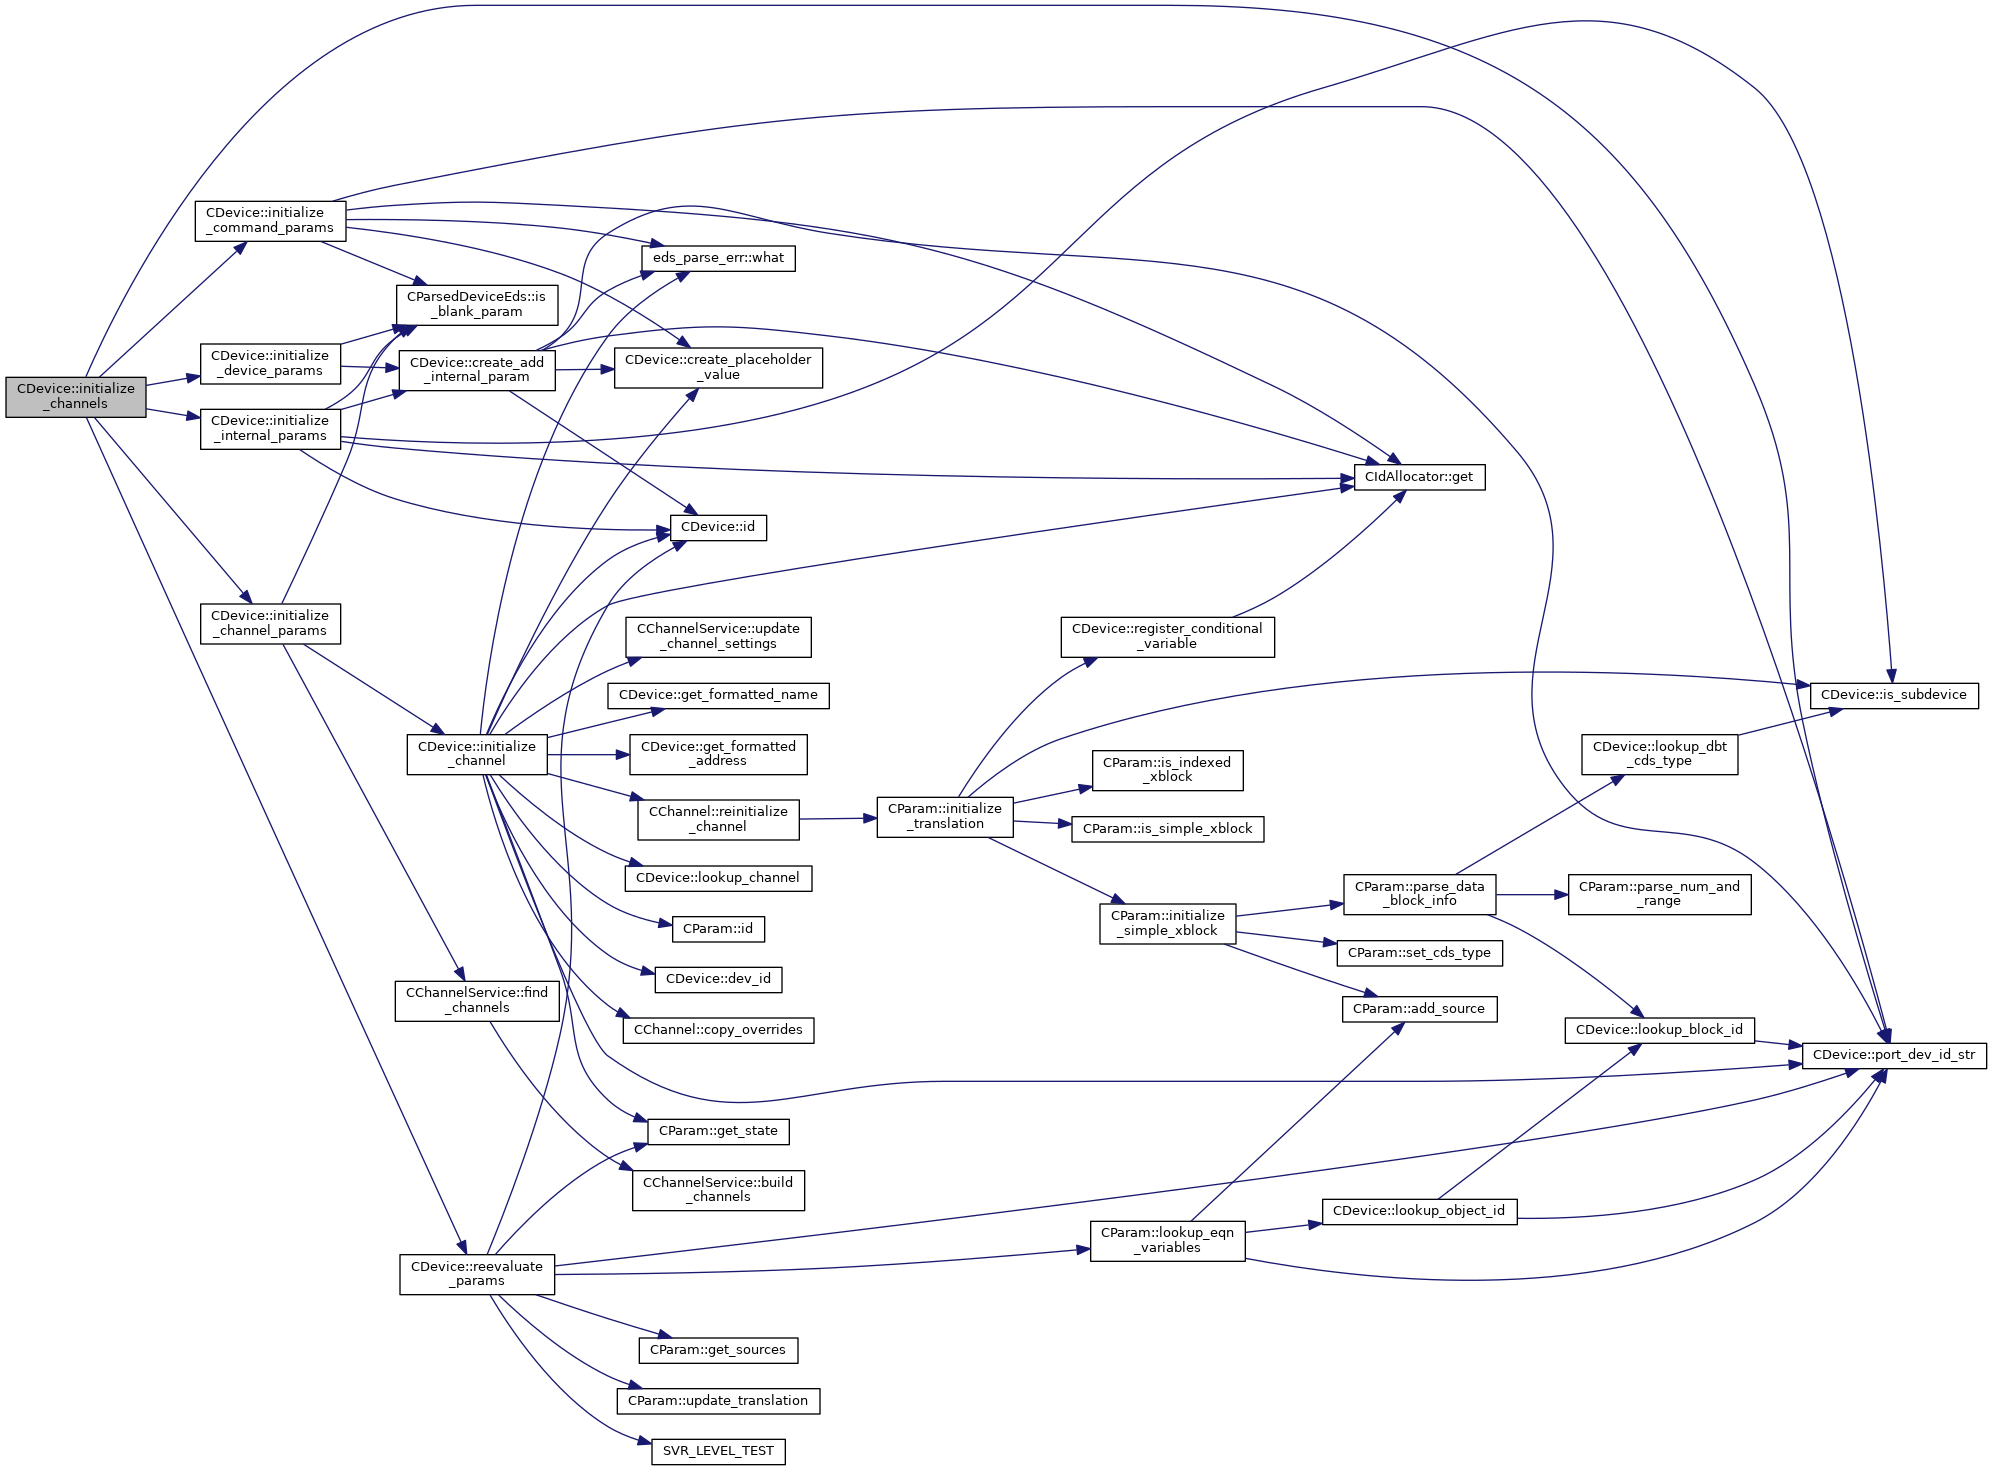 CDevice::initialize
_channels
CDevice::initialize
_command_params
CParsedDeviceEds::is
_blank_param
CDevice::initialize
_device_params
CDevice::create_add
_internal_param
CDevice::initialize
_internal_params
CDevice::initialize
_channel_params
CDevice::initialize
_channel
CChannelService::find
_channels
CDevice::reevaluate
_params
eds_parse_err::what
CDevice::create_placeholder
_value
CDevice::id
CChannelService::update
_channel_settings
CDevice::get_formatted_name
CDevice::get_formatted
_address
CChannel::reinitialize
_channel
CDevice::lookup_channel
CParam::id
CDevice::dev_id
CChannel::copy_overrides
CParam::get_state
CChannelService::build
_channels
CParam::get_sources
CParam::update_translation
SVR_LEVEL_TEST
CParam::initialize
_translation
CDevice::register_conditional
_variable
CParam::is_indexed
_xblock
CParam::is_simple_xblock
CParam::initialize
_simple_xblock
CParam::lookup_eqn
_variables
CIdAllocator::get
CParam::parse_data
_block_info
CParam::set_cds_type
CParam::add_source
CDevice::lookup_object_id
CDevice::lookup_dbt
_cds_type
CParam::parse_num_and
_range
CDevice::lookup_block_id
CDevice::is_subdevice
CDevice::port_dev_id_str